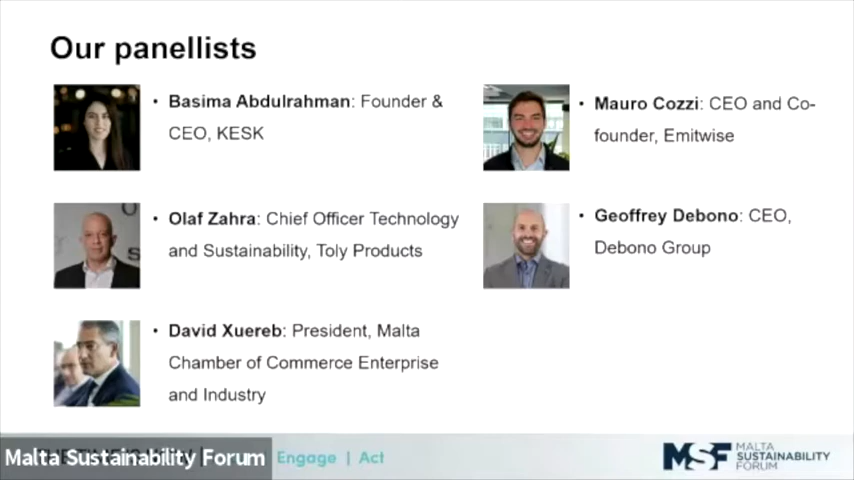 Our panellists
• Basima Abdulrahman: Founder &
CEO, KESK
• Olaf Zahra: Chief Officer Technology
and Sustainability, Toly Products
• David Xuereb: President, Malta
Chamber of Commerce Enterprise
and Industry
• Mauro Cozzi: CEO and Co-
founder, Emitwise
• Geoffrey Debono: CEO,
Debono Group
Malta Sustainability Forum
Engage | Act
MSF MALTA
SUSTAINABILITY
FORUM